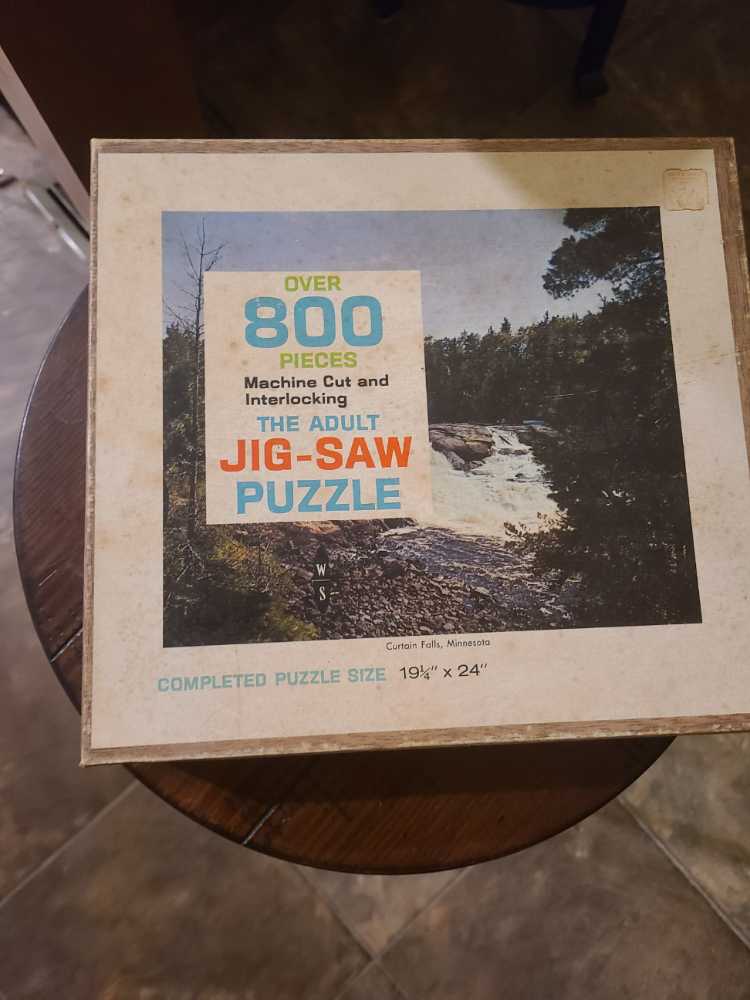 OVER
800
PIECES
Machine Cut and
Interlocking
THE ADULT
JIG-SAW
PUZZLE
W
S
Curtain Falls, Minnesota
COMPLETED PUZZLE SIZE 19¼" x 24"